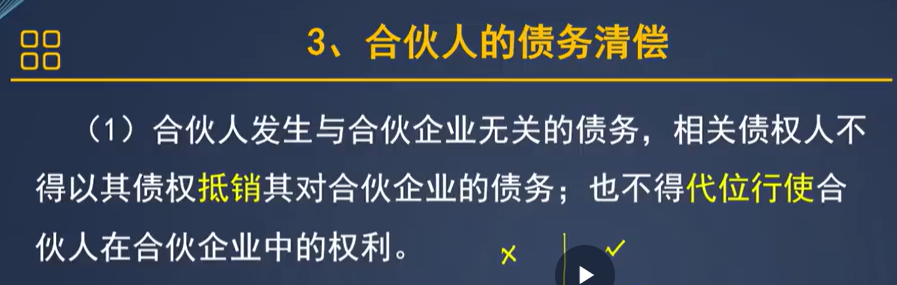 3、合伙人的债务清偿
（1）合伙人发生与合伙企业无关的债务，相关债权人不
得以其债权抵销其对合伙企业的债务；也不得代位行使合
伙人在合伙企业中的权利。